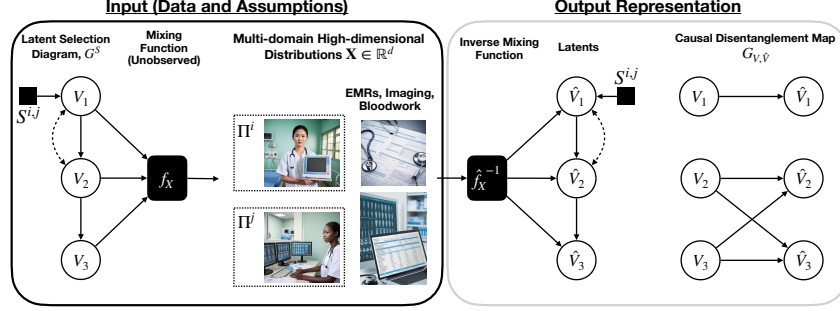 Input (Data and Assumptions)
Output Representation
Latent Selection
Diagram, G^S
Mixing
Function
(Unobserved)
Multi-domain High-dimensional
Distributions X ∈ ℝ^d
EMRs, Imaging,
Bloodwork
Inverse Mixing
Function
Latents
Causal Disentanglement Map
G_{V,V̂}
S^{i,j}
V_1
V_2
V_3
f_X
Π^i
Π^j
f̂_X^{-1}
S^{i,j}
V̂_1
V̂_2
V̂_3
V_1
V̂_1
V_2
V̂_2
V_3
V̂_3